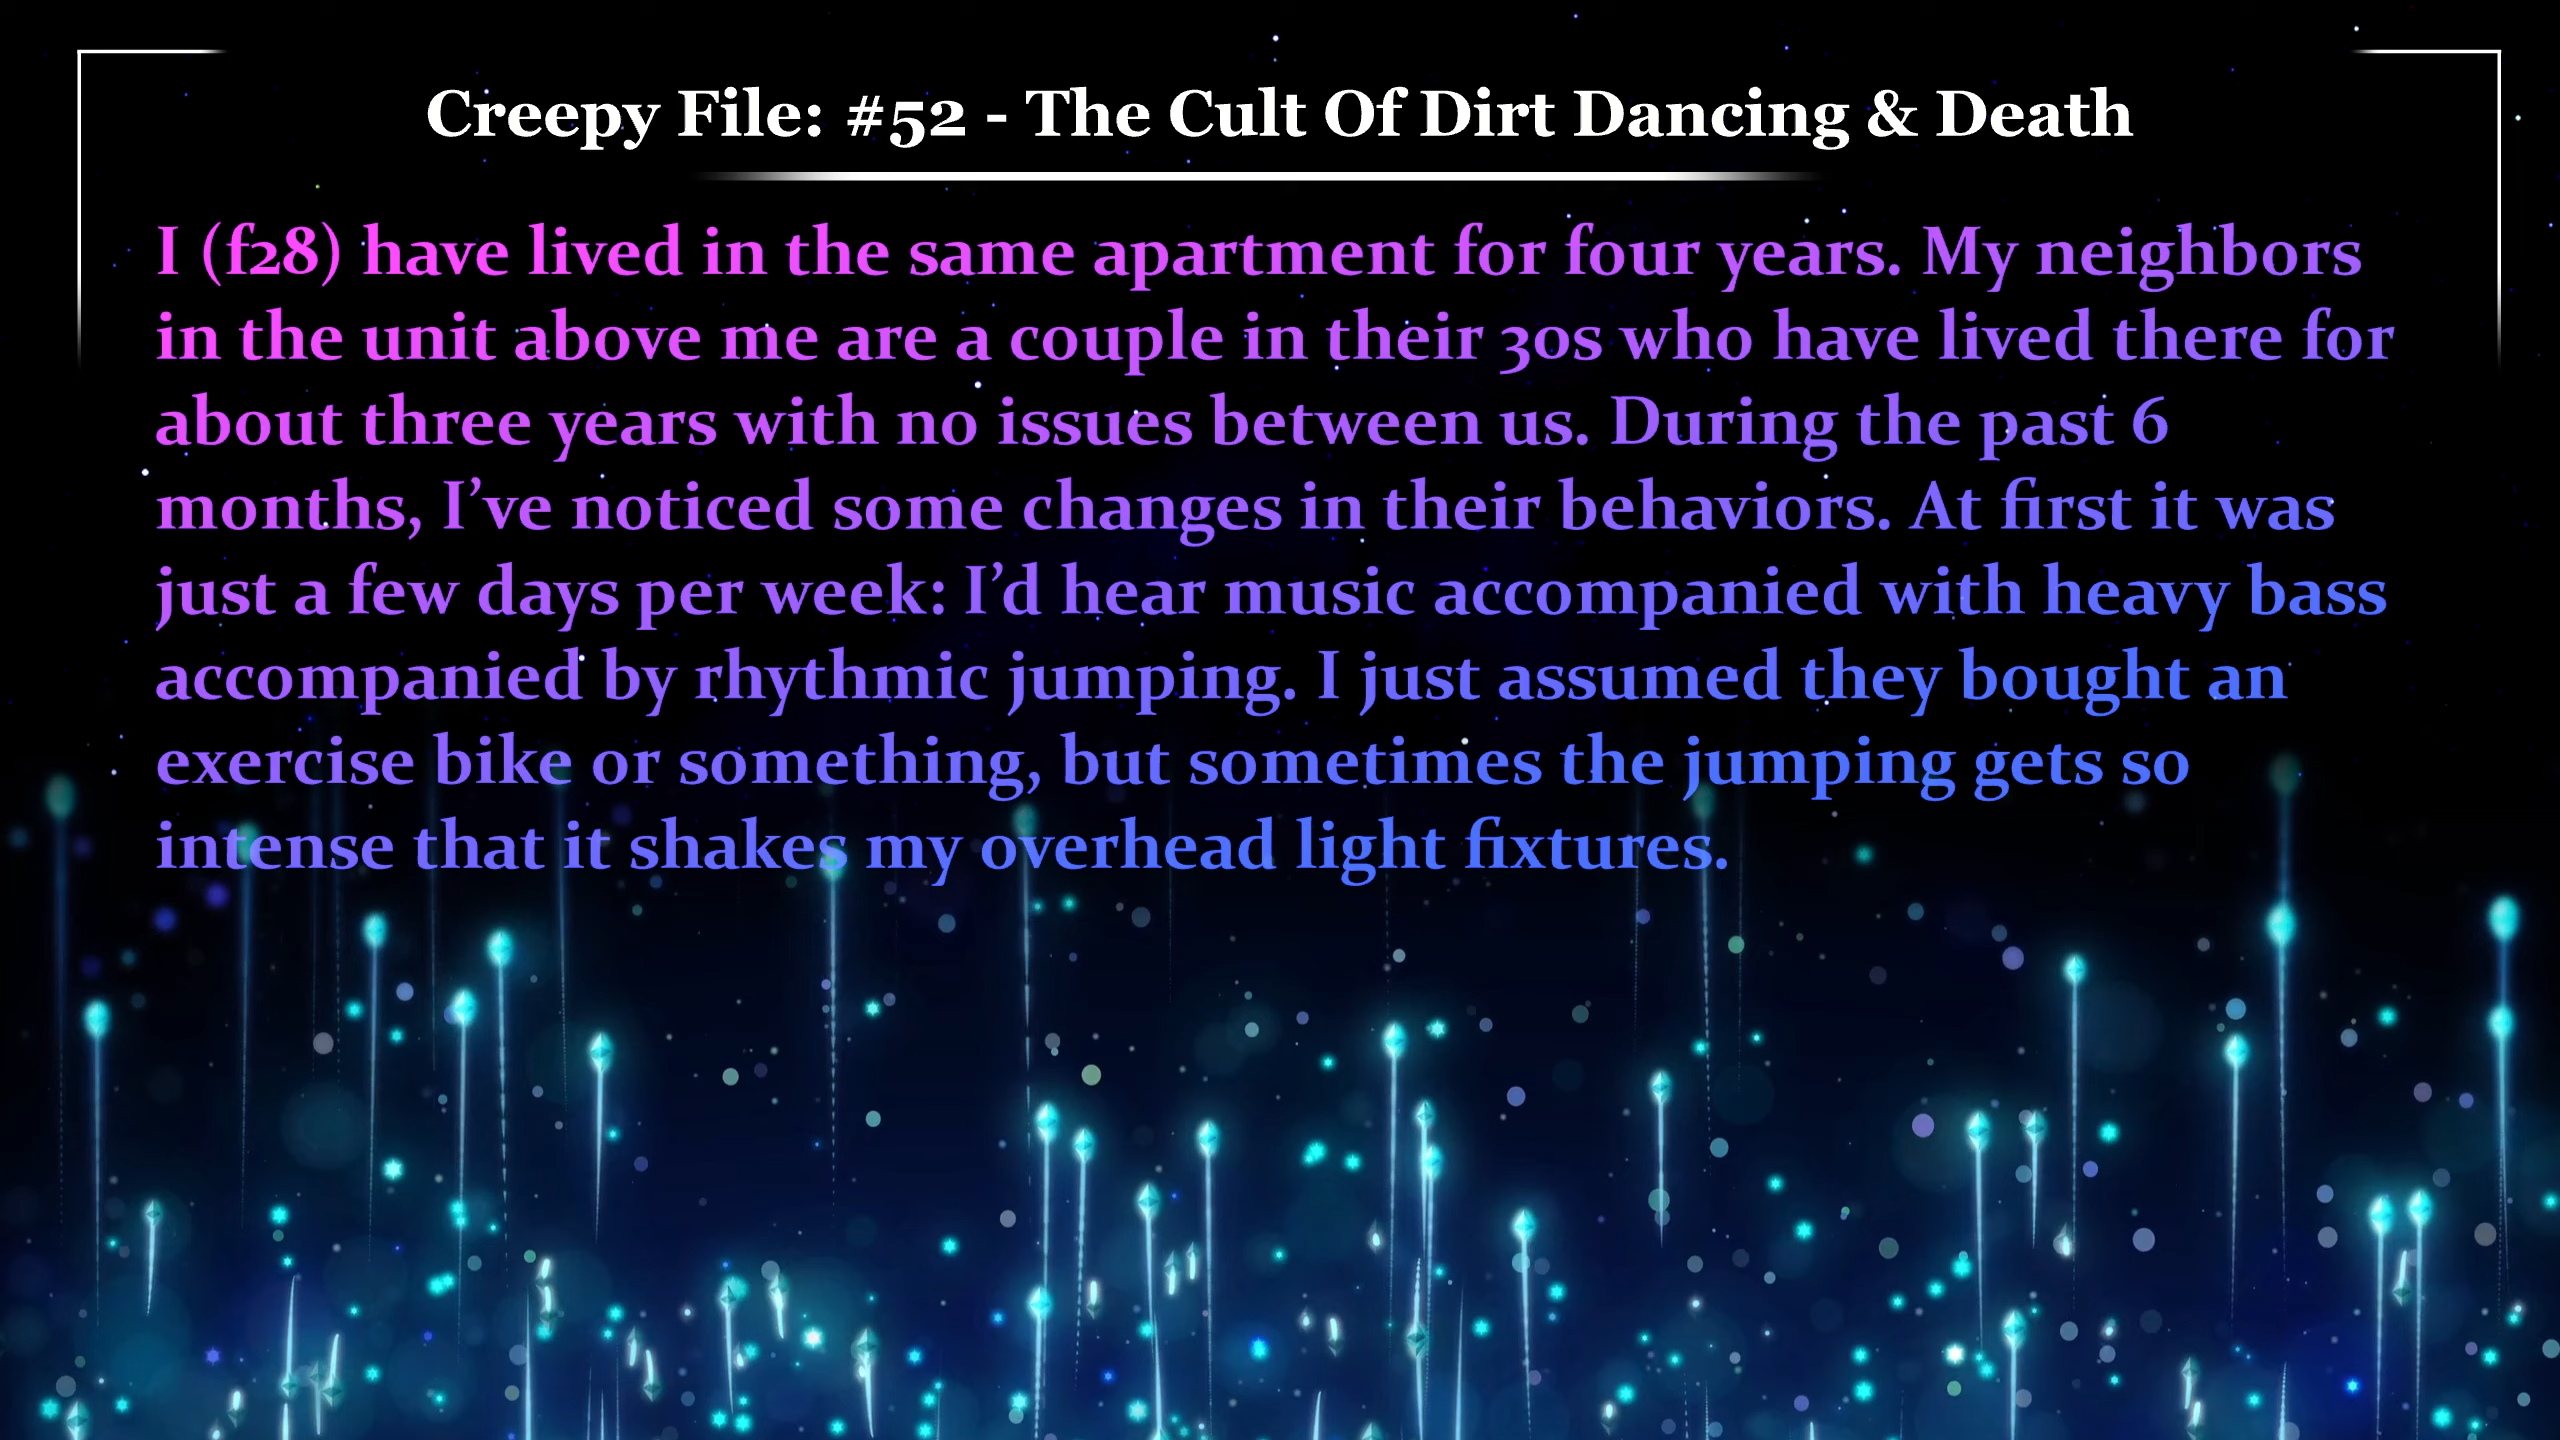 Creepy File: #52 - The Cult Of Dirt Dancing & Death
I (f28) have lived in the same apartment for four years. My neighbors
in the unit above me are a couple in their 30s who have lived there for
about three years with no issues between us. During the past 6
months, I’ve noticed some changes in their behaviors. At first it was
just a few days per week: I’d hear music accompanied with heavy bass
accompanied by rhythmic jumping. I just assumed they bought an
exercise bike or something, but sometimes the jumping gets so
intense that it shakes my overhead light fixtures.